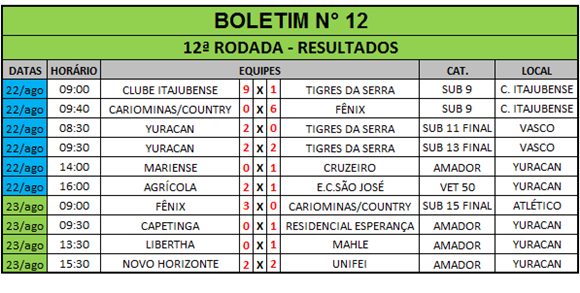 BOLETIM N° 12
12ª RODADA - RESULTADOS
DATAS HORÁRIO EQUIPES CAT. LOCAL
22/ago 09:00 CLUBE ITAJUBENSE 9 X 1 TIGRES DA SERRA SUB 9 C. ITAJUBENSE
22/ago 09:40 CARIOMINAS/COUNTRY 0 X 6 FÊNIX SUB 9 C. ITAJUBENSE
22/ago 08:30 YURACAN 2 X 0 TIGRES DA SERRA SUB 11 FINAL VASCO
22/ago 09:30 YURACAN 2 X 2 TIGRES DA SERRA SUB 13 FINAL VASCO
22/ago 14:00 MARIENSE 0 X 1 CRUZEIRO AMADOR YURACAN
22/ago 16:00 AGRÍCOLA 2 X 1 E.C.SÃO JOSÉ VET 50 YURACAN
23/ago 09:00 FÊNIX 3 X 0 CARIOMINAS/COUNTRY SUB 15 FINAL ATLÉTICO
23/ago 09:30 CAPETINGA 0 X 1 RESIDENCIAL ESPERANÇA AMADOR YURACAN
23/ago 13:30 LIBERTHA 0 X 1 MAHLE AMADOR YURACAN
23/ago 15:30 NOVO HORIZONTE 2 X 2 UNIFEI AMADOR YURACAN